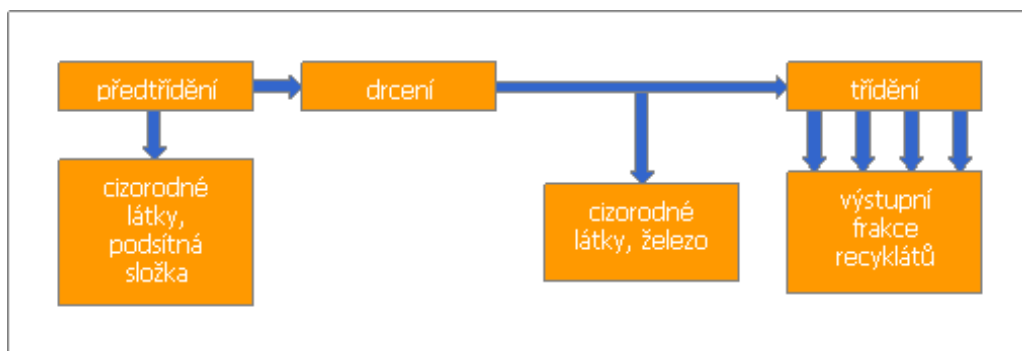 předtřídění
drcení
třídění
cizorodné
látky,
podsítná
složka
cizorodné
látky, železo
výstupní
frakce
recyklátů